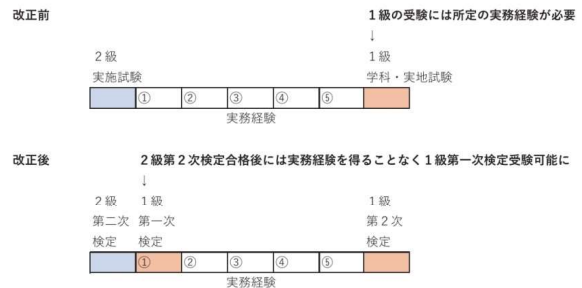 改正前
1級の受験には所定の実務経験が必要
↓
2級 1級
実施試験 学科・実地試験
① ② ③ ④ ⑤
実務経験
改正後
2級第2次検定合格後には実務経験を得ることなく1級第一次検定受験可能に
↓
2級 1級 1級
第二次 第一次 第2次
検定 検定 検定
① ② ③ ④ ⑤
実務経験